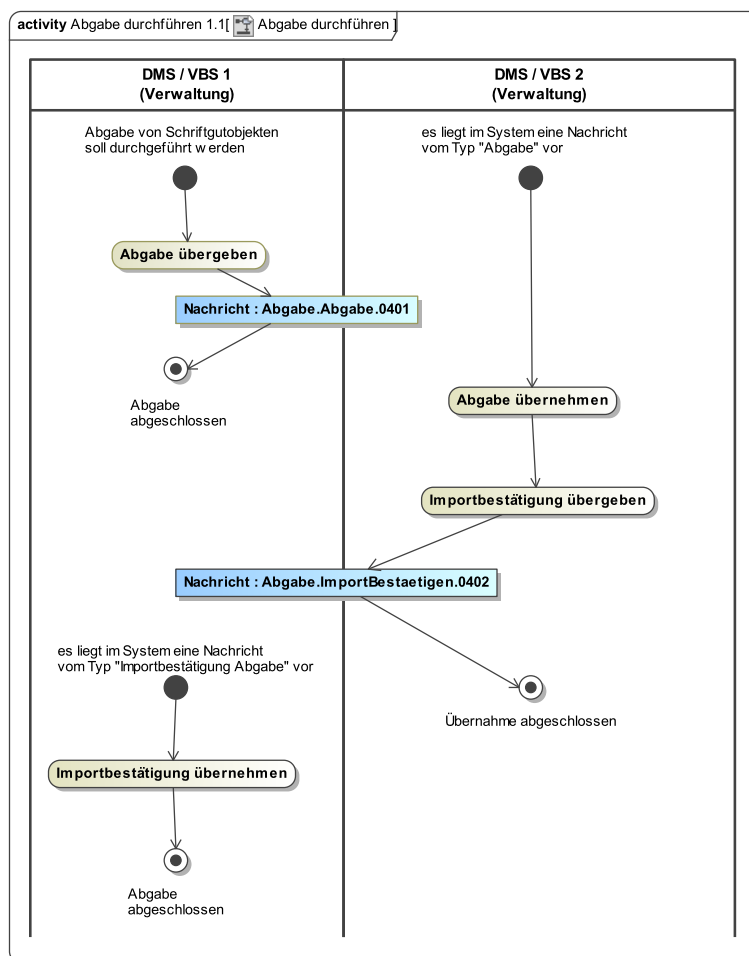 activity Abgabe durchführen 1.1[ Abgabe durchführen ]
DMS / VBS 1
(Verwaltung)
DMS / VBS 2
(Verwaltung)
Abgabe von Schriftgutobjekten
soll durchgeführt werden
es liegt im System eine Nachricht
vom Typ "Abgabe" vor
Abgabe übergeben
Nachricht : Abgabe.Abgabe.0401
Abgabe
abgeschlossen
Abgabe übernehmen
Importbestätigung übergeben
Nachricht : Abgabe.ImportBestaetigen.0402
es liegt im System eine Nachricht
vom Typ "Importbestätigung Abgabe" vor
Übernahme abgeschlossen
Importbestätigung übernehmen
Abgabe
abgeschlossen